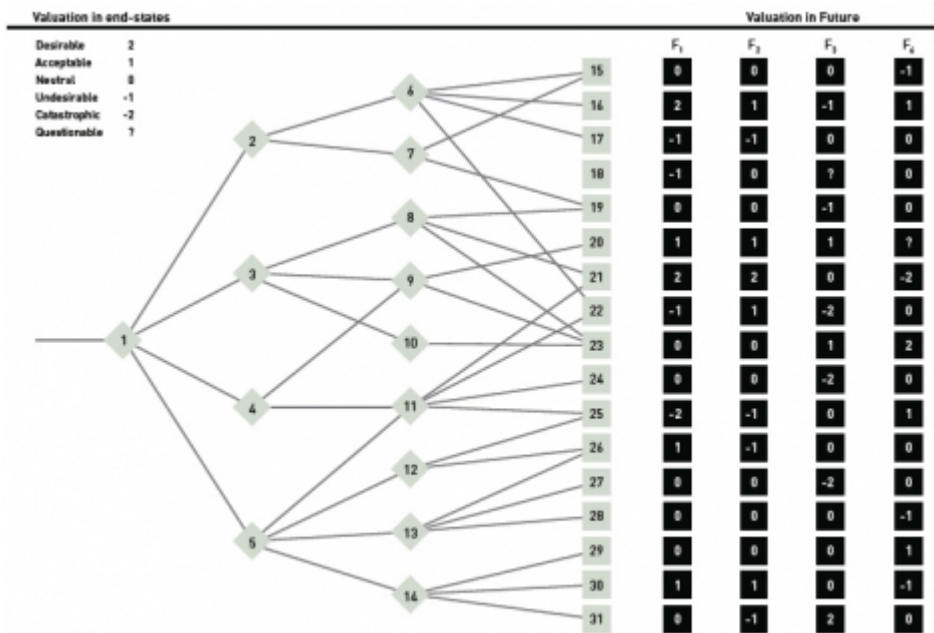 Valuation in end-states
Valuation in Future
Desirable 2
Acceptable 1
Neutral 0
Undesirable -1
Catastrophic -2
Questionable ?
F₁ F₂ F₃ F₄
1
2
3
4
5
6
7
8
9
10
11
12
13
14
15 0 0 0 -1
16 2 1 -1 1
17 -1 -1 0 0
18 -1 0 ? 0
19 0 0 -1 0
20 1 1 1 ?
21 2 2 0 -2
22 -1 1 -2 0
23 0 0 1 2
24 0 0 -2 0
25 -2 -1 0 1
26 1 -1 0 0
27 0 0 -2 0
28 0 0 0 -1
29 0 0 0 1
30 1 1 0 -1
31 0 -1 2 0